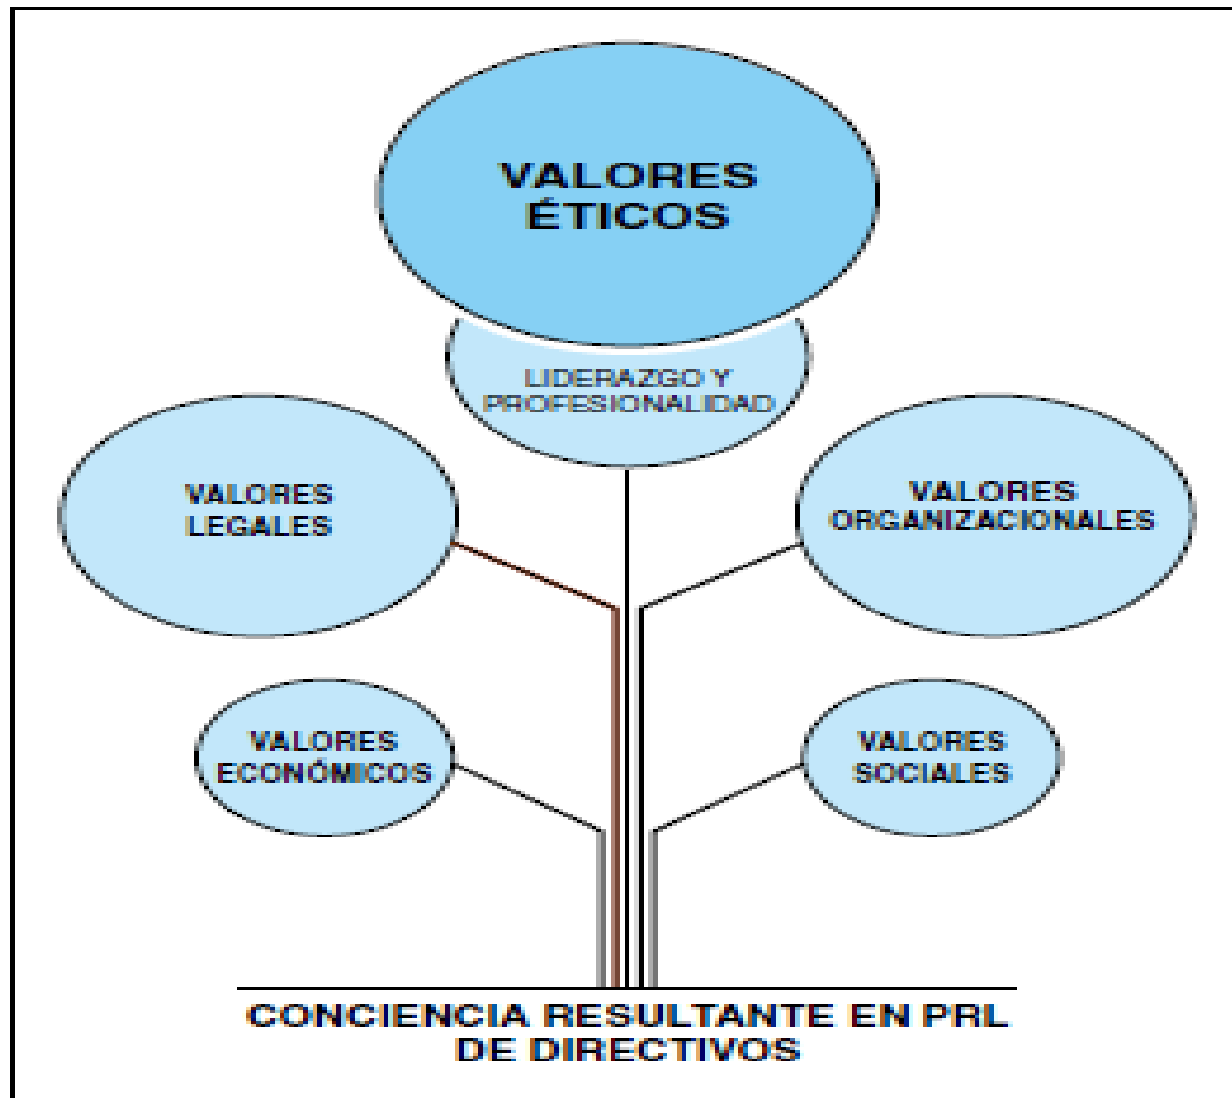 VALORES
ÉTICOS
LIDERAZGO Y
PROFESIONALIDAD
VALORES
LEGALES
VALORES
ORGANIZACIONALES
VALORES
ECONÓMICOS
VALORES
SOCIALES
CONCIENCIA RESULTANTE EN PRL
DE DIRECTIVOS